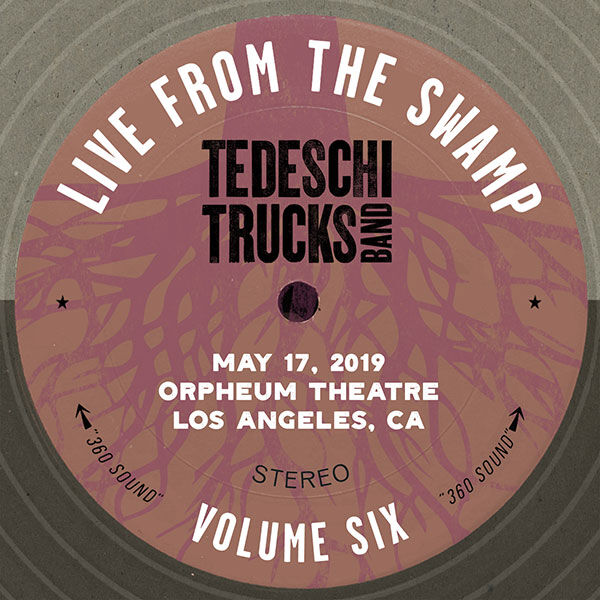 LIVE FROM THE SWAMP
TEDESCHI
TRUCKS BAND
MAY 17, 2019
ORPHEUM THEATRE
LOS ANGELES, CA
STEREO
"360 SOUND"
"360 SOUND"
VOLUME SIX